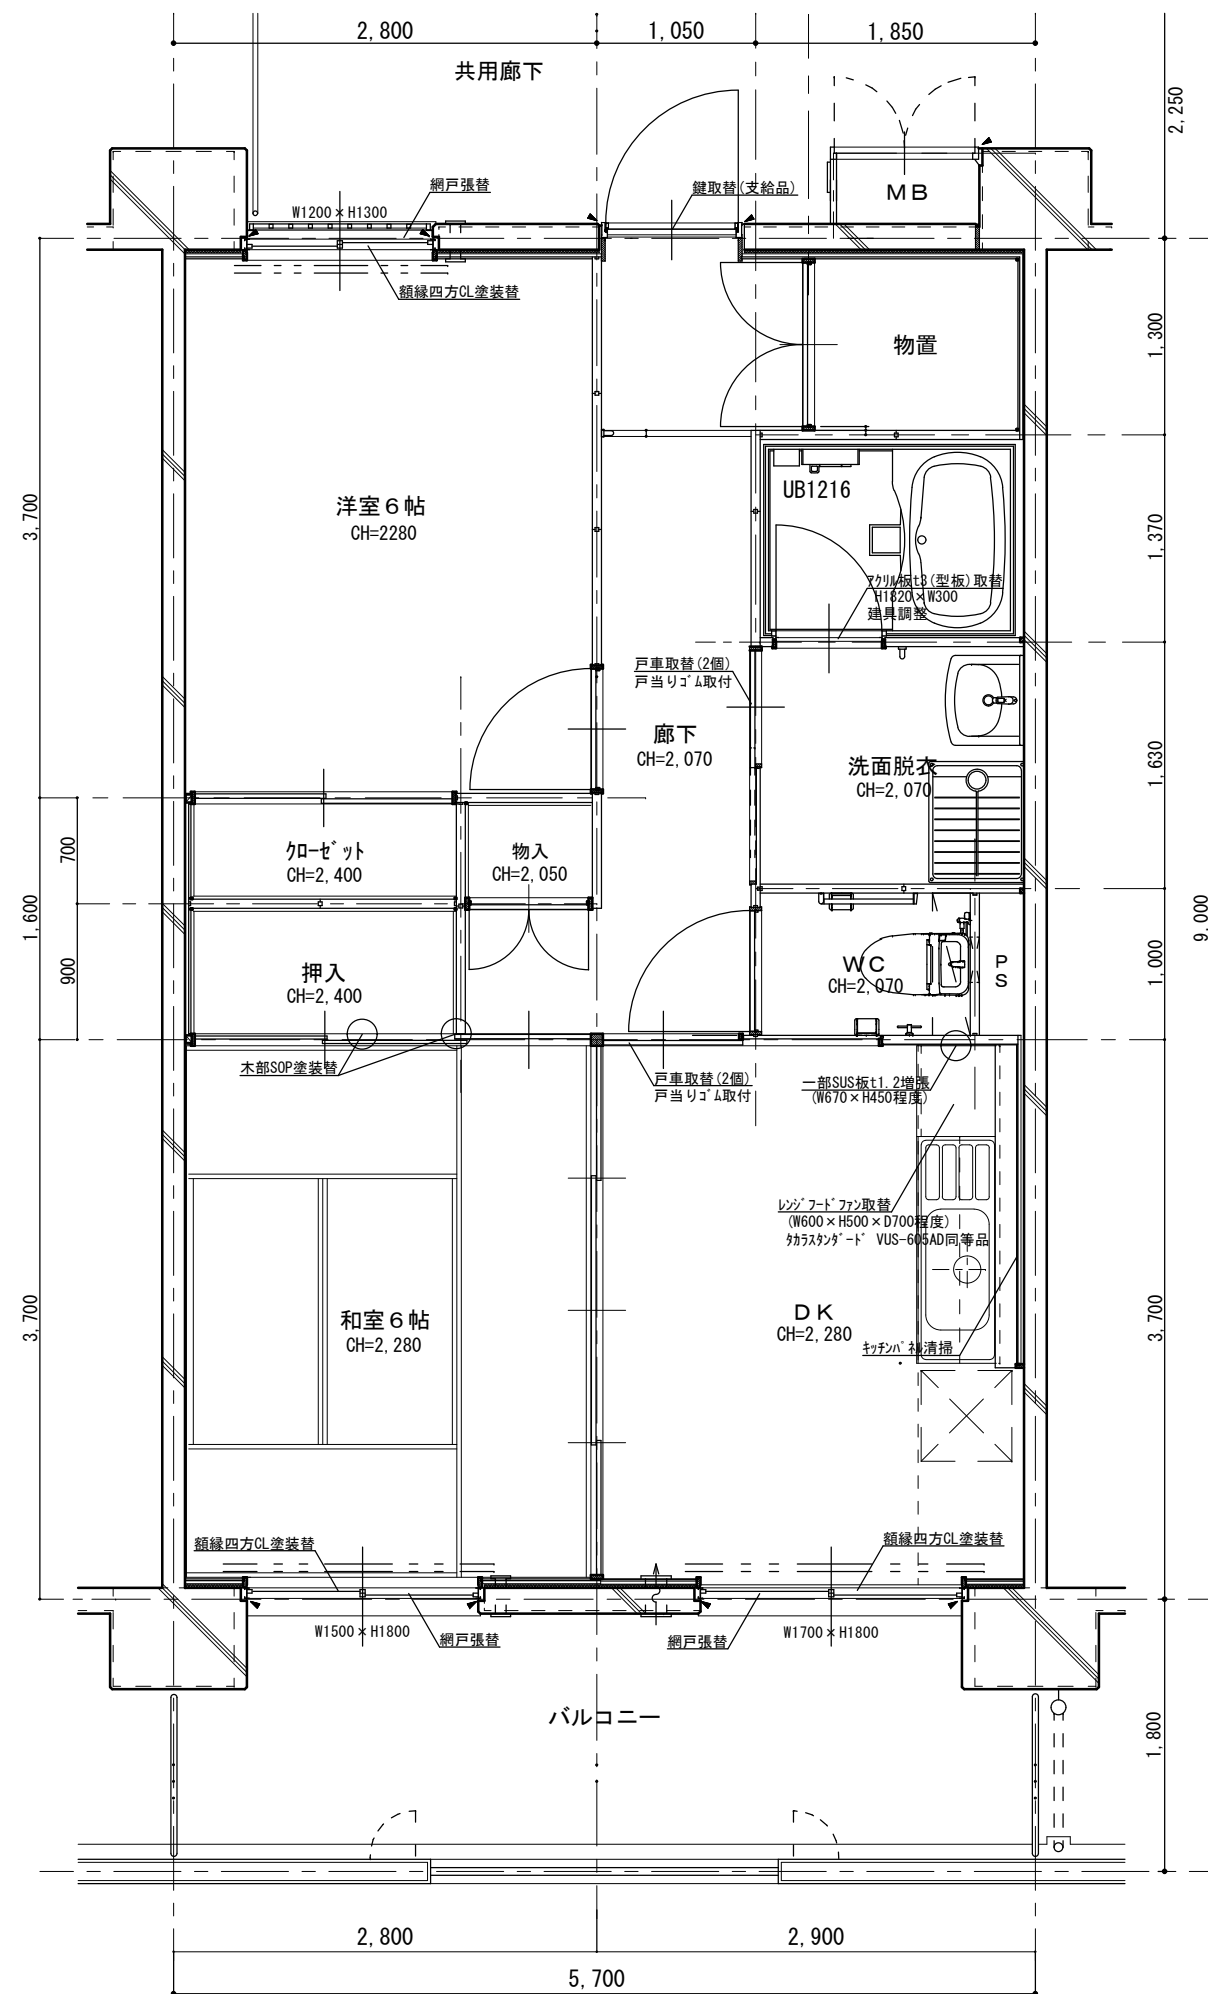 2,800
1,050
1,850
共用廊下
2,250
MB
網戸張替
W1200×H1300
鍵取替(支給品)
額縁四方CL塗装替
物置
1,300
洋室6帖
CH=2280
3,700
UB1216
1,370
アクリル板t3(型板)取替
H1820×W300
建具調整
戸車取替(2個)
戸当りゴム取付
廊下
CH=2,070
洗面脱衣
CH=2,070
1,630
クローゼット
CH=2,400
物入
CH=2,050
700
1,600
900
9,000
押入
CH=2,400
WC
CH=2,070
PS
1,000
木部SOP塗装替
戸車取替(2個)
戸当りゴム取付
一部SUS板t1.2増張
(W670×H450程度)
レンジフードファン取替
(W600×H500×D700程度)
タカラスタンダード VUS-605AD同等品
和室6帖
CH=2,280
DK
CH=2,280
3,700
3,700
キッチンパネル清掃
額縁四方CL塗装替
額縁四方CL塗装替
W1500×H1800
網戸張替
網戸張替
W1700×H1800
バルコニー
1,800
2,800
2,900
5,700